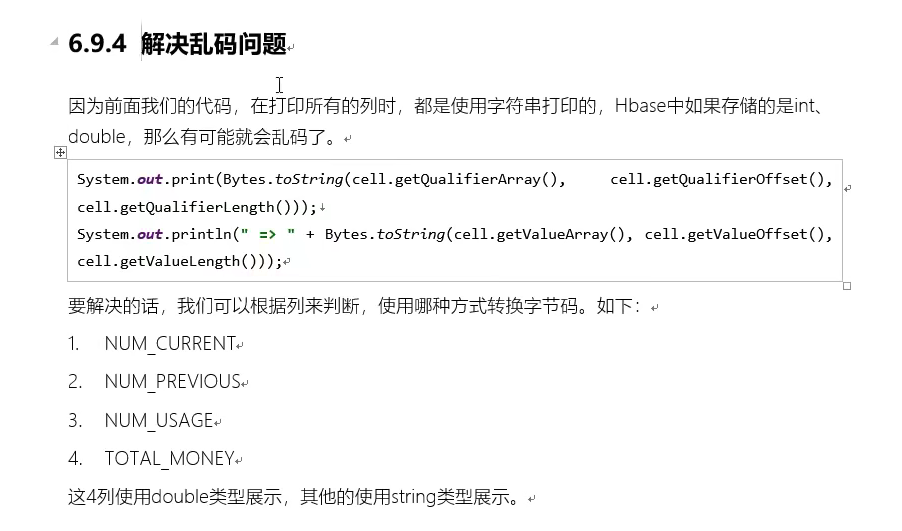 6.9.4 解决乱码问题
因为前面我们的代码，在打印所有的列时，都是使用字符串打印的，Hbase中如果存储的是int、
double，那么有可能就会乱码了。
System.out.print(Bytes.toString(cell.getQualifierArray(), cell.getQualifierOffset(),
cell.getQualifierLength()));
System.out.println(" => " + Bytes.toString(cell.getValueArray(), cell.getValueOffset(),
cell.getValueLength()));
要解决的话，我们可以根据列来判断，使用哪种方式转换字节码。如下：
1. NUM_CURRENT
2. NUM_PREVIOUS
3. NUM_USAGE
4. TOTAL_MONEY
这4列使用double类型展示，其他的使用string类型展示。